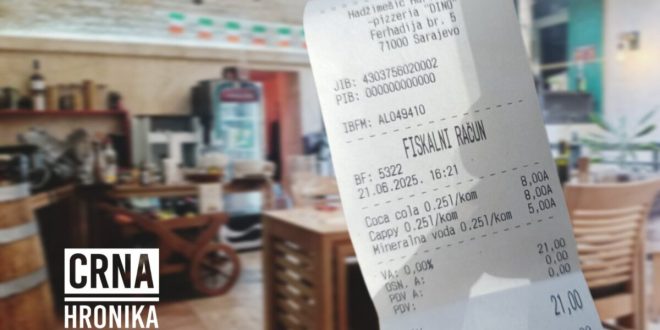 Hadžimešić
-pizzeria "DINO"
Ferhadija br. 5
71000 Sarajevo
JIB: 4303756020002
PIB: 000000000000
IBFM: AL049410
FISKALNI RAČUN
BF: 5322
21.06.2025. 16:21
Coca cola 0.25l/kom 8,00A
Cappy 0.25l/kom 8,00A
Mineralna voda 0.25l/kom 5,00A
VA: 0,00% 21,00
OSN. A: 0,00
PDV A: 0,00
PDV :
21,00
CRNA
HRONIKA